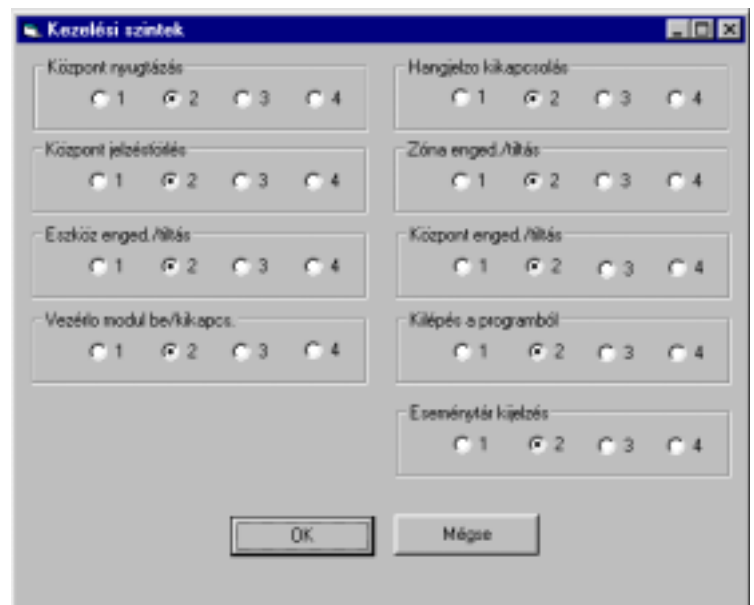 Kezelési szintek
Központ nyugtázás
1 2 3 4
Hangjelzo kikapcsolás
1 2 3 4
Központ jelzéstörlés
1 2 3 4
Zóna enged./tiltás
1 2 3 4
Eszköz enged./tiltás
1 2 3 4
Központ enged./tiltás
1 2 3 4
Vezérlo modul be/kikapcs.
1 2 3 4
Kilépés a programból
1 2 3 4
Eseménytár kijelzés
1 2 3 4
OK
Mégse